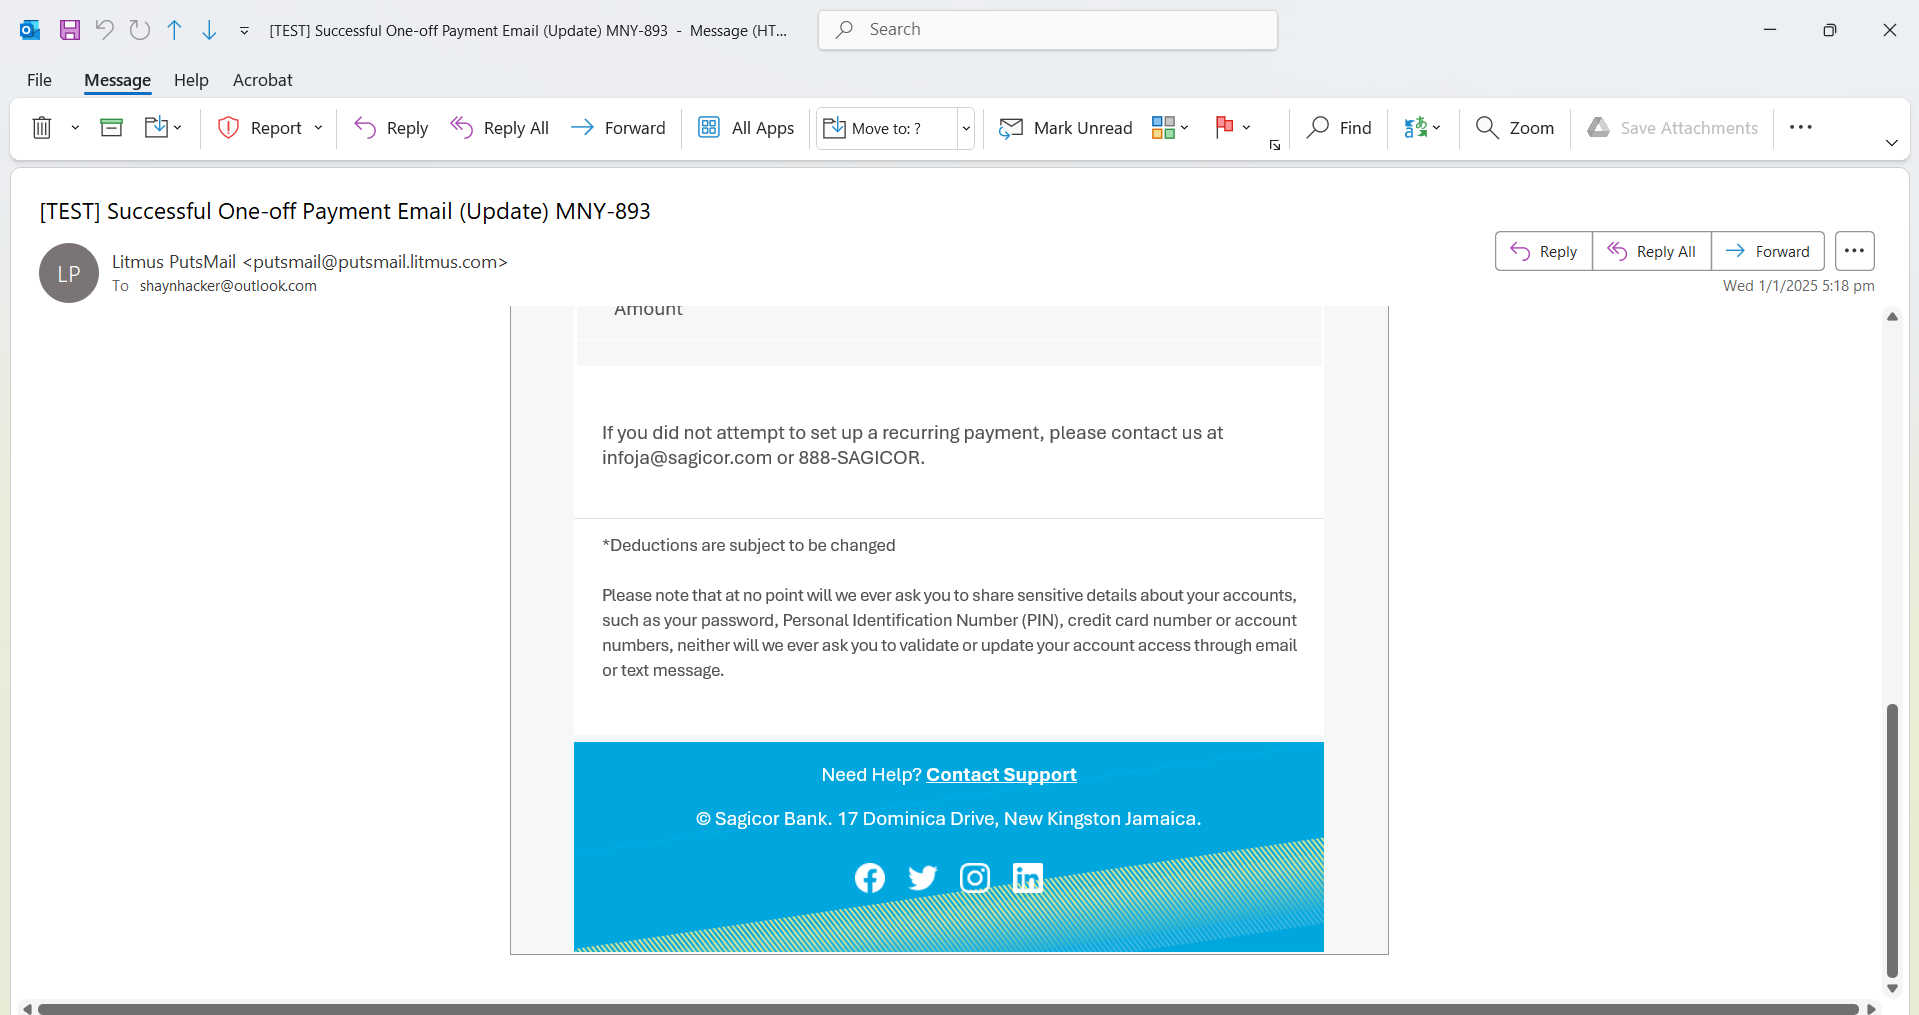 [TEST] Successful One-off Payment Email (Update) MNY-893 - Message (HT...
Search
File Message Help Acrobat
Report Reply Reply All Forward All Apps Move to: ? Mark Unread Find Zoom Save Attachments
[TEST] Successful One-off Payment Email (Update) MNY-893
LP
Litmus PutsMail <putsmail@putsmail.litmus.com>
To shaynhacker@outlook.com
Reply Reply All Forward
Wed 1/1/2025 5:18 pm
Amount
If you did not attempt to set up a recurring payment, please contact us at
infoja@sagicor.com or 888-SAGICOR.
*Deductions are subject to be changed
Please note that at no point will we ever ask you to share sensitive details about your accounts,
such as your password, Personal Identification Number (PIN), credit card number or account
numbers, neither will we ever ask you to validate or update your account access through email
or text message.
Need Help? Contact Support
© Sagicor Bank. 17 Dominica Drive, New Kingston Jamaica.